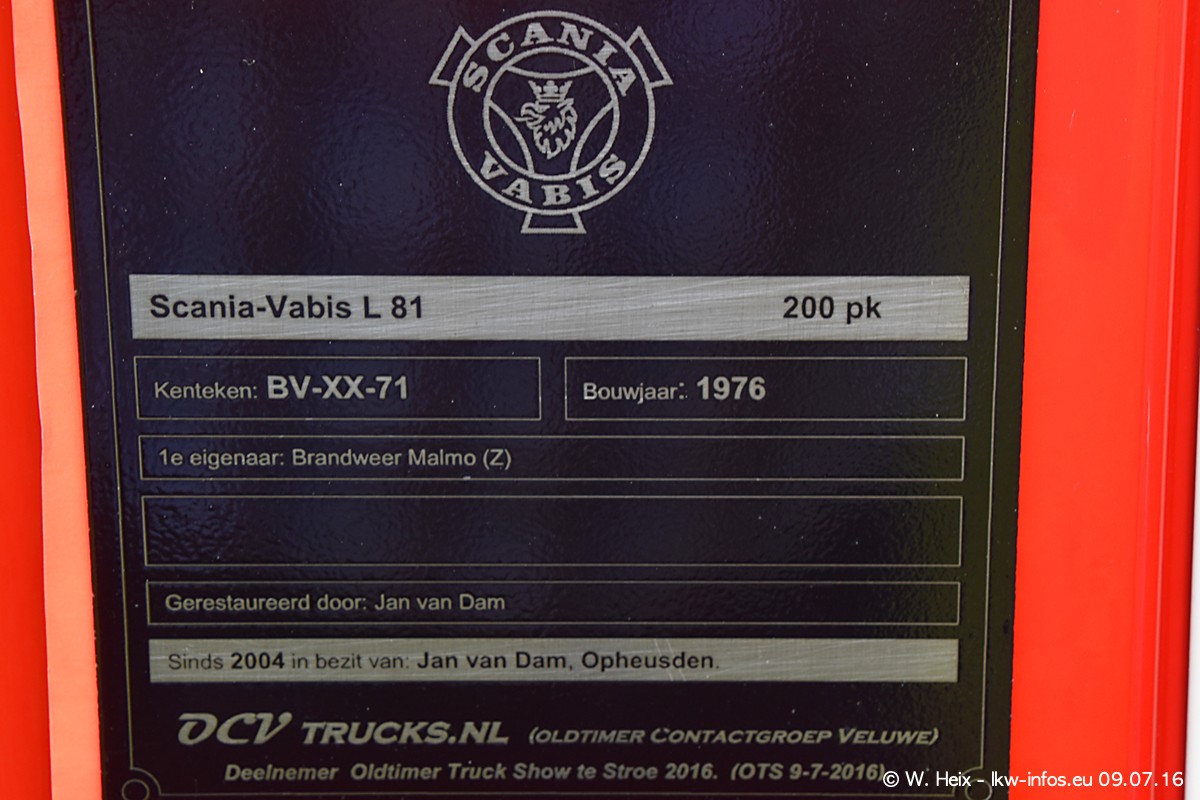 SCANIA
VABIS
Scania-Vabis L 81 200 pk
Kenteken: BV-XX-71 Bouwjaar: 1976
1e eigenaar: Brandweer Malmo (Z)
Gerestaureerd door: Jan van Dam
Sinds 2004 in bezit van: Jan van Dam, Opheusden.
OCV TRUCKS.NL (OLDTIMER CONTACTGROEP VELUWE)
Deelnemer Oldtimer Truck Show te Stroe 2016. (OTS 9-7-2016)
© W. Heix - lkw-infos.eu 09.07.16